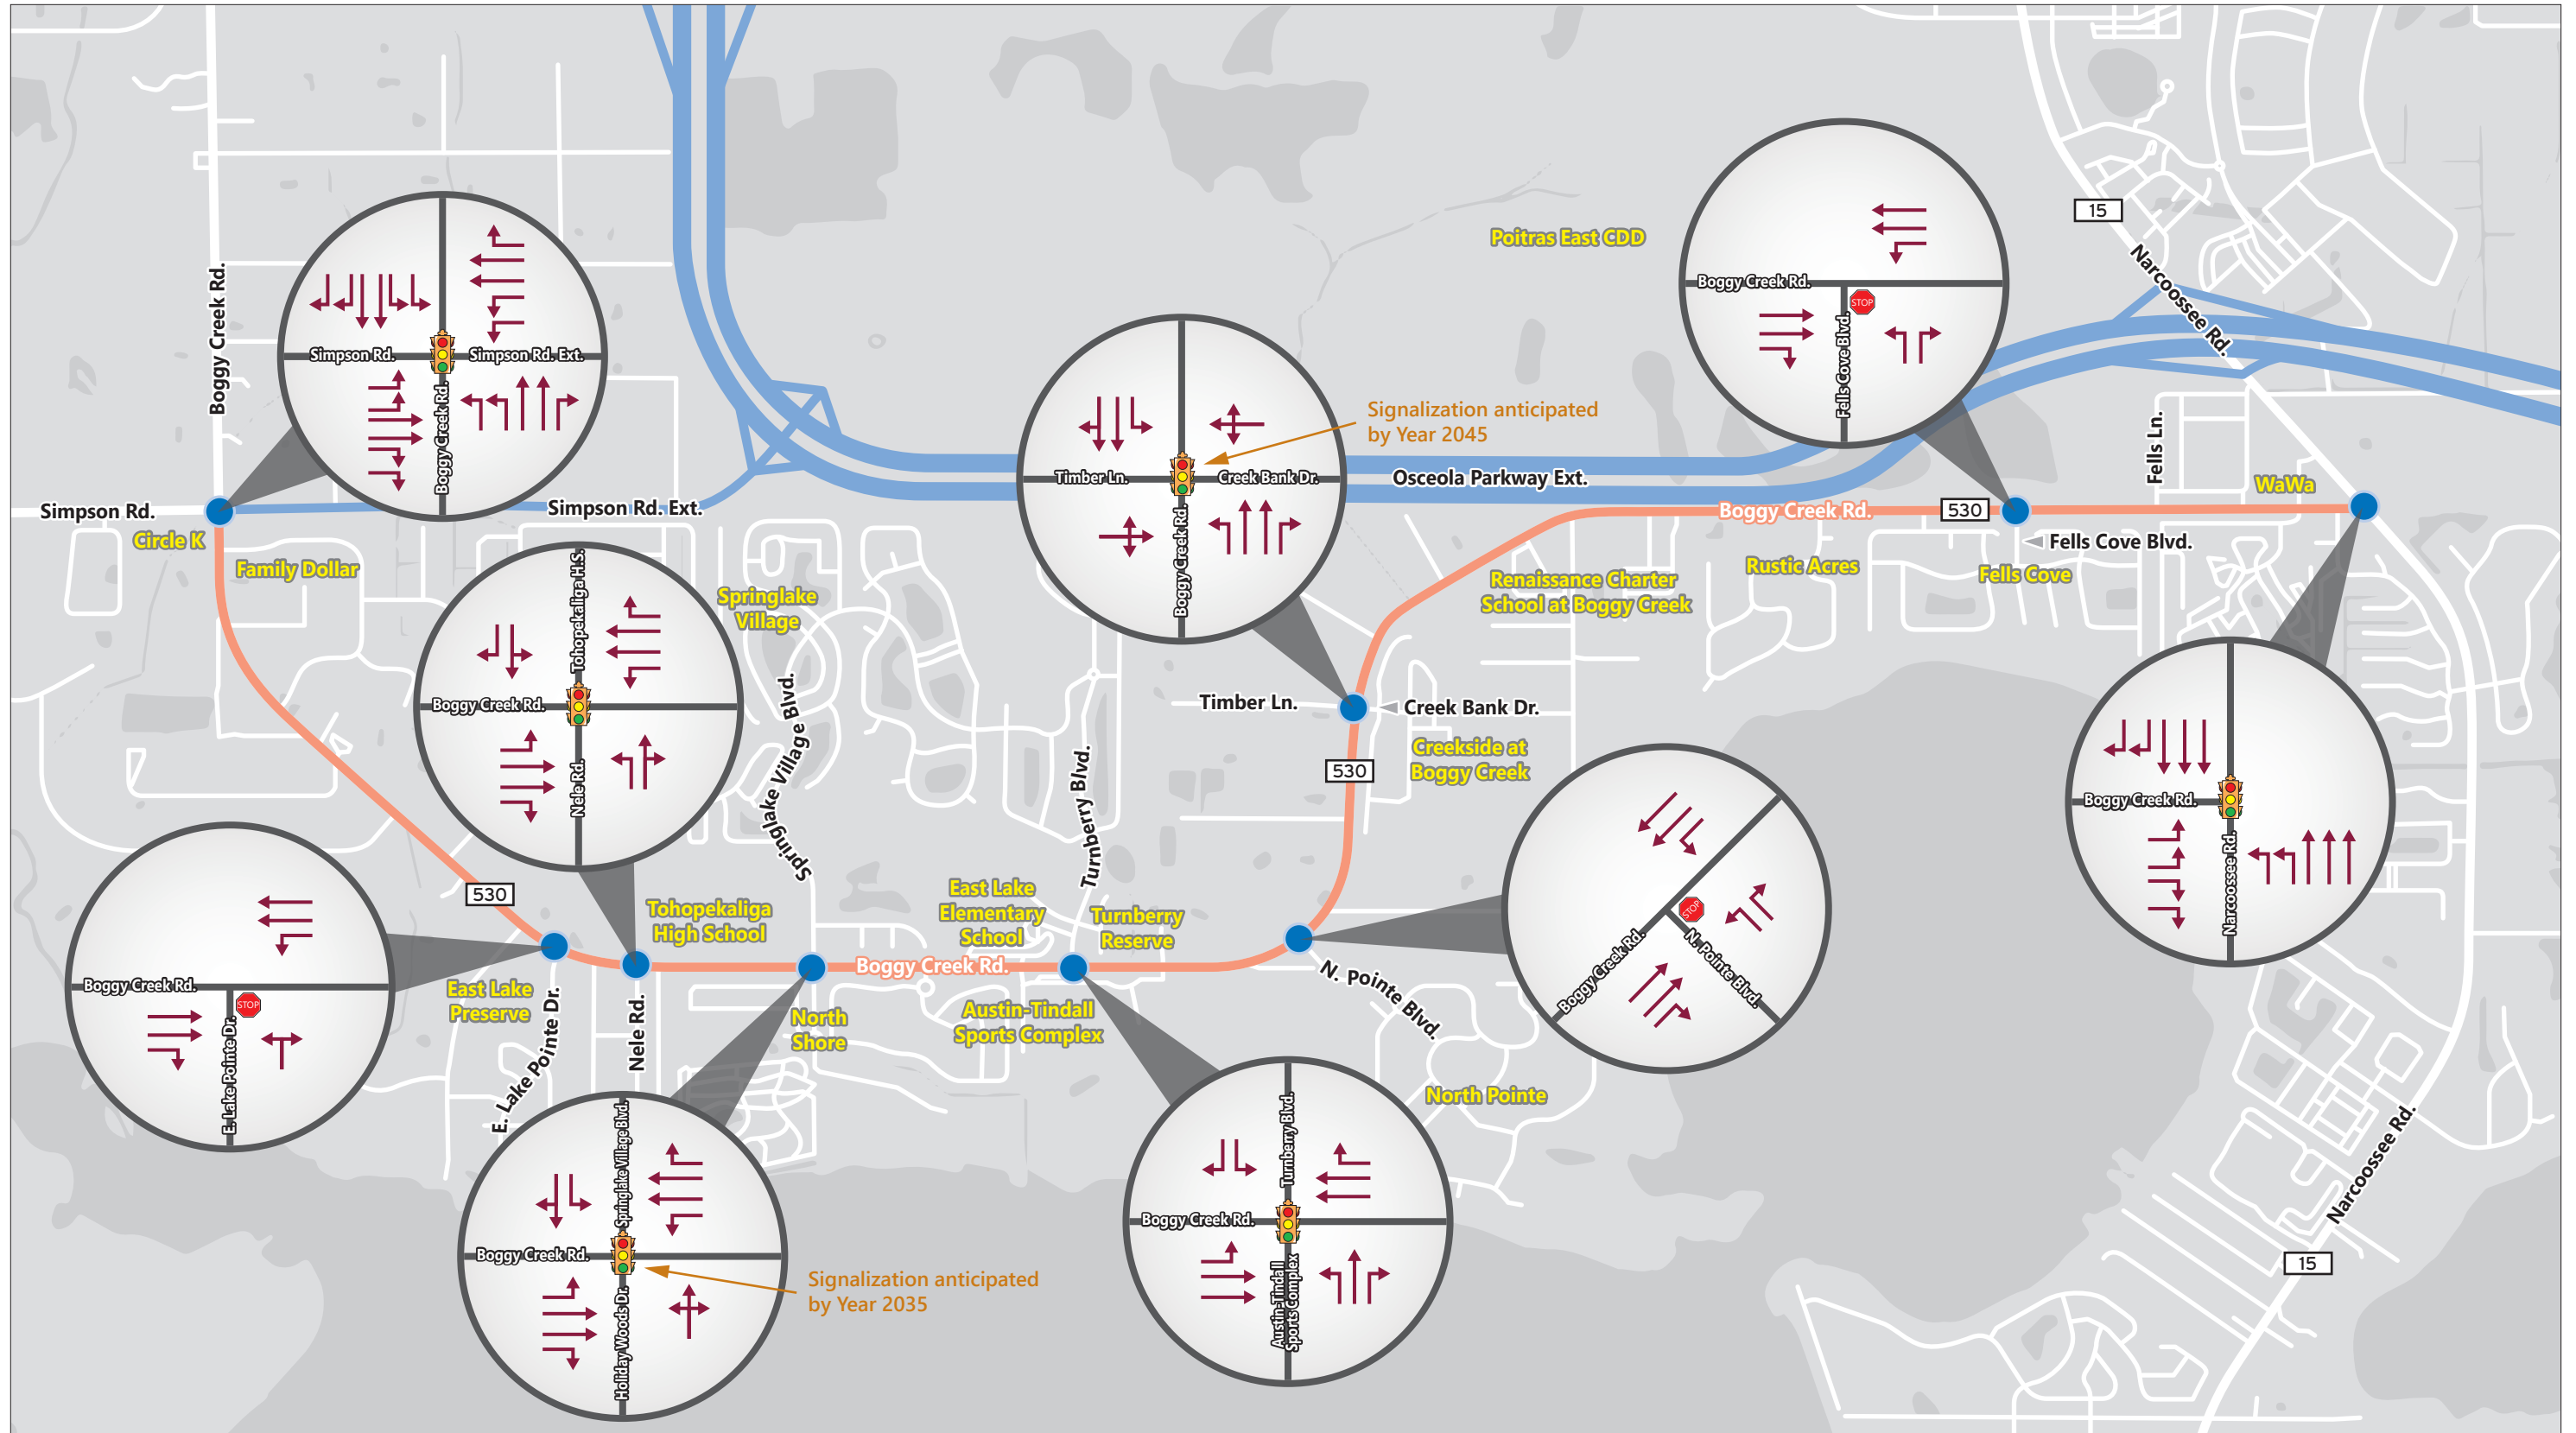 15
Poitras East CDD
Narcoossee Rd.
Boggy Creek Rd.
Boggy Creek Rd.
STOP
Fells Cove Blvd.
Simpson Rd.
Simpson Rd. Ext.
Boggy Creek Rd.
Signalization anticipated
by Year 2045
Timber Ln.
Creek Bank Dr.
Boggy Creek Rd.
Osceola Parkway Ext.
Fells Ln.
WaWa
Simpson Rd.
Simpson Rd. Ext.
Boggy Creek Rd.
530
Circle K
Fells Cove Blvd.
Family Dollar
Rustic Acres
Fells Cove
Renaissance Charter
School at Boggy Creek
Springlake
Village
Tohopekaliga H.S.
Boggy Creek Rd.
Nele Rd.
Springlake Village Blvd.
Timber Ln.
Creek Bank Dr.
Creekside at
Boggy Creek
530
Turnberry Blvd.
Boggy Creek Rd.
Narcoossee Rd.
530
Tohopekaliga
High School
East Lake
Elementary
School
Turnberry
Reserve
STOP
Boggy Creek Rd.
N. Pointe Blvd.
Boggy Creek Rd.
N. Pointe Blvd.
Boggy Creek Rd.
STOP
E. Lake Pointe Dr.
East Lake
Preserve
E. Lake Pointe Dr.
Nele Rd.
North
Shore
Austin-Tindall
Sports Complex
North Pointe
Springlake Village Blvd.
Boggy Creek Rd.
Holiday Woods Dr.
Signalization anticipated
by Year 2035
Turnberry Blvd.
Boggy Creek Rd.
Austin-Tindall
Sports Complex
Narcoossee Rd.
15